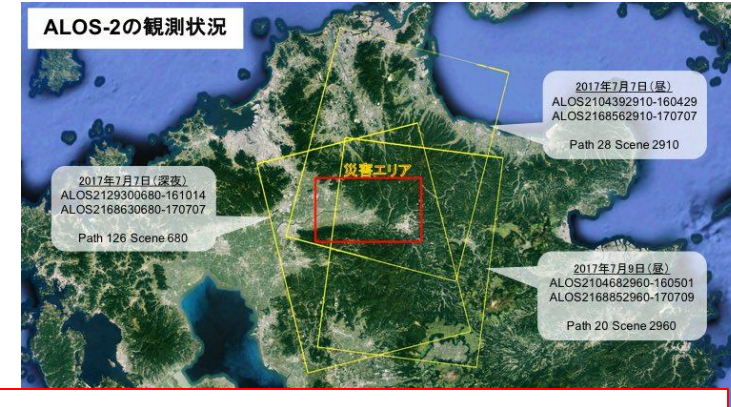 ALOS-2の観測状況
2017年7月7日(昼)
ALOS2104392910-160429
ALOS2168562910-170707
Path 28 Scene 2910
災害エリア
2017年7月7日(深夜)
ALOS2129300680-161014
ALOS2168630680-170707
Path 126 Scene 680
2017年7月9日(昼)
ALOS2104682960-160501
ALOS2168852960-170709
Path 20 Scene 2960